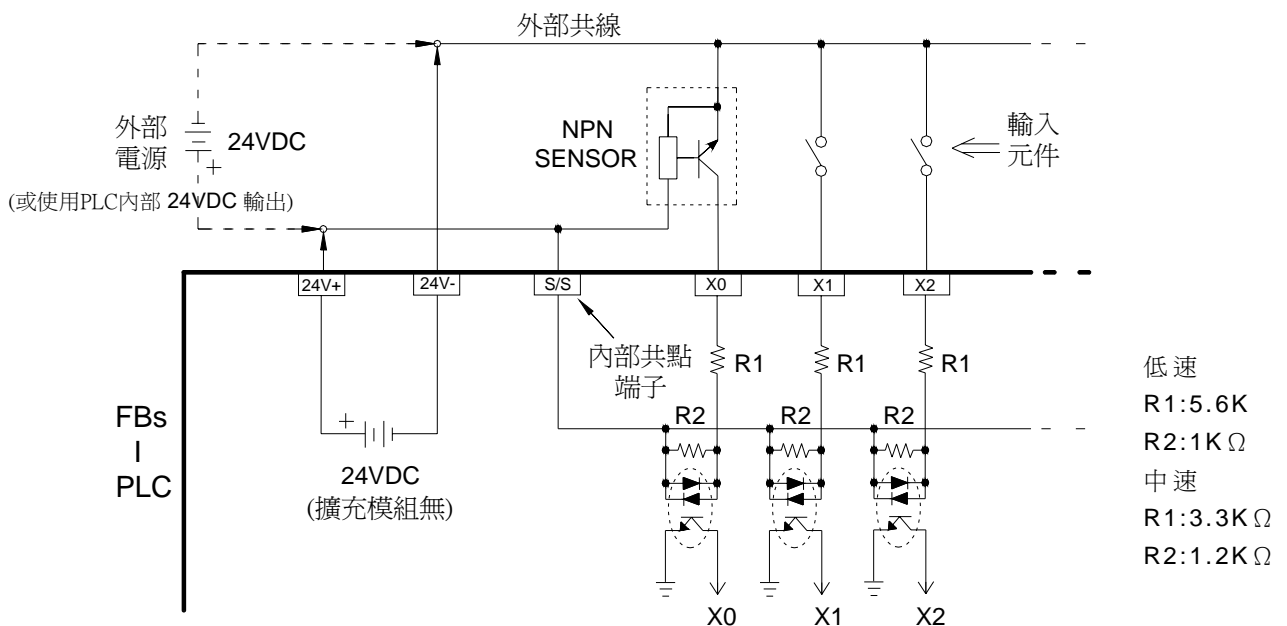 外部共線
外部
電源
24VDC
+
(或使用PLC內部 24VDC 輸出)
NPN
SENSOR
輸入
元件
24V+
24V-
S/S
X0
X1
X2
內部共點
端子
R1
R1
R1
R2
R2
R2
FBs
I
PLC
+
24VDC
(擴充模組無)
X0
X1
X2
低速
R1:5.6K
R2:1KΩ
中速
R1:3.3KΩ
R2:1.2KΩ